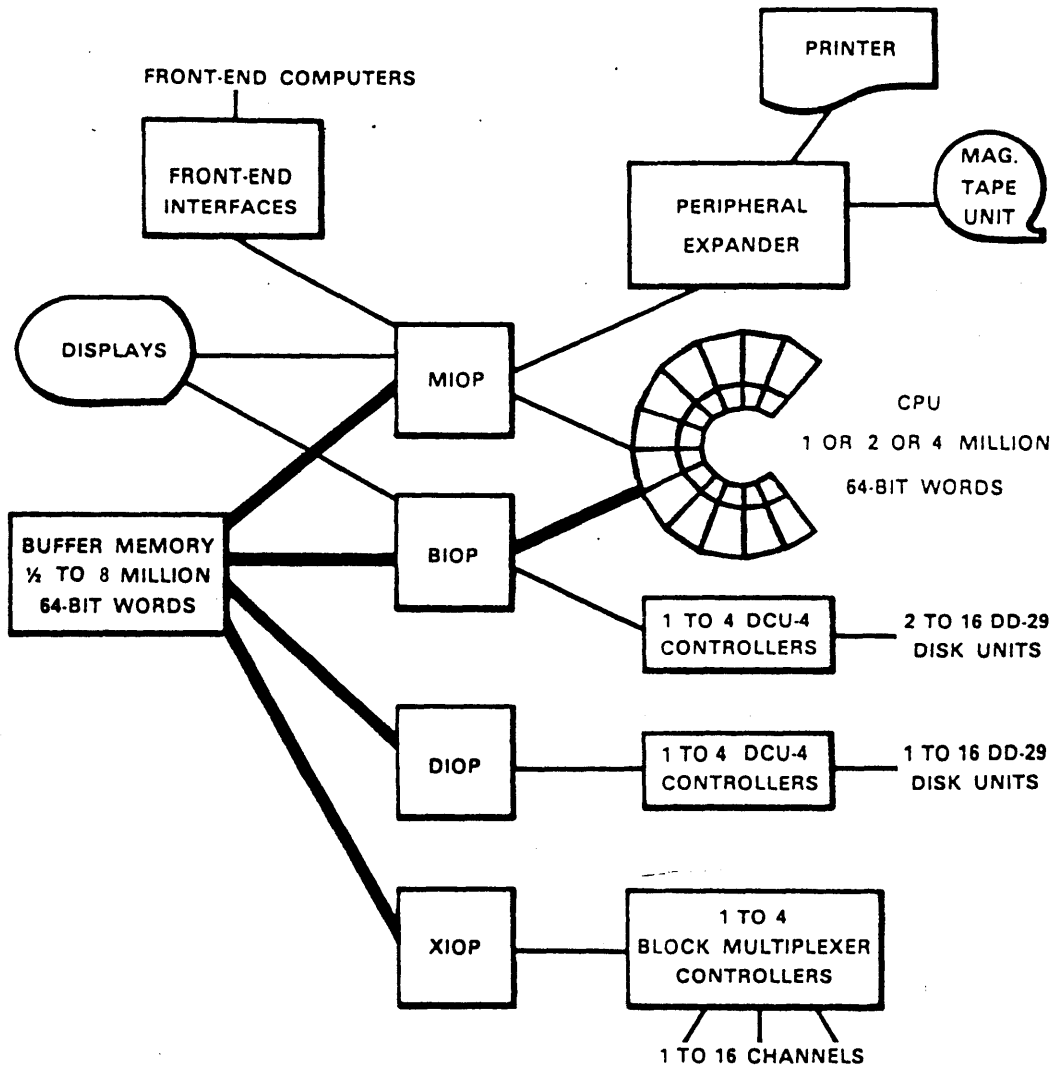 PRINTER
FRONT-END COMPUTERS
FRONT-END
INTERFACES
MAG.
TAPE
UNIT
PERIPHERAL
EXPANDER
DISPLAYS
MIOP
CPU
1 OR 2 OR 4 MILLION
64-BIT WORDS
BUFFER MEMORY
½ TO 8 MILLION
64-BIT WORDS
BIOP
1 TO 4 DCU-4
CONTROLLERS
2 TO 16 DD-29
DISK UNITS
DIOP
1 TO 4 DCU-4
CONTROLLERS
1 TO 16 DD-29
DISK UNITS
XIOP
1 TO 4
BLOCK MULTIPLEXER
CONTROLLERS
1 TO 16 CHANNELS